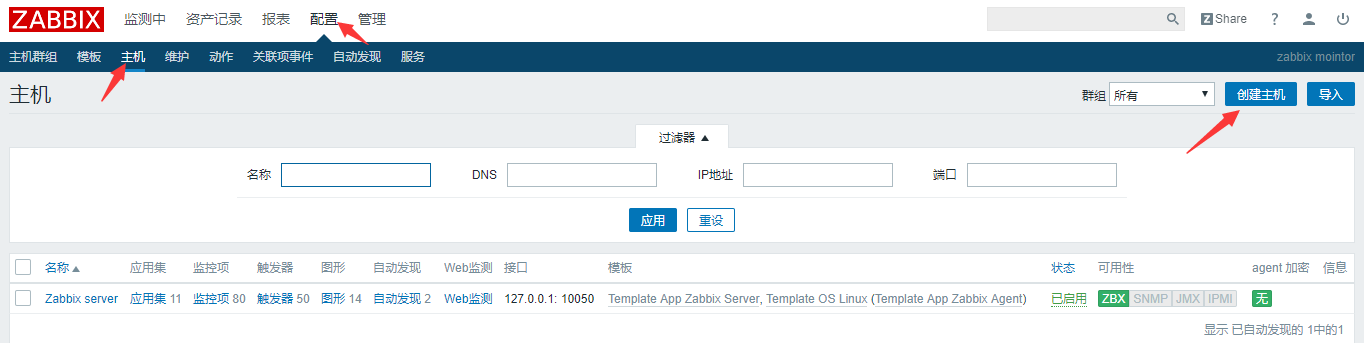 ZABBIX 监测中 资产记录 报表 配置 管理 Z Share ?
主机群组 模板 主机 维护 动作 关联项事件 自动发现 服务 zabbix mointor
主机 群组 所有 创建主机 导入
过滤器
名称 DNS IP地址 端口
应用 重设
名称 应用集 监控项 触发器 图形 自动发现 Web监测 接口 模板 状态 可用性 agent 加密 信息
Zabbix server 应用集 11 监控项 80 触发器 50 图形 14 自动发现 2 Web监测 127.0.0.1: 10050 Template App Zabbix Server, Template OS Linux (Template App Zabbix Agent) 已启用 ZBX SNMP JMX IPMI 无
显示 已自动发现的 1中的1